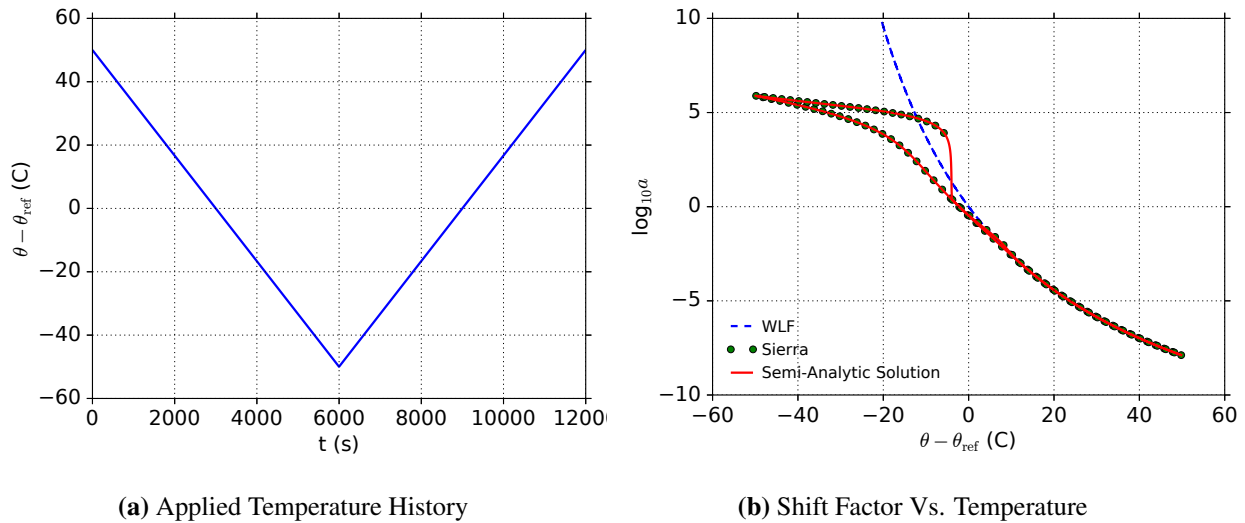 60
40
20
0
−20
−40
−60
0 2000 4000 6000 8000 10000 1200
t (s)
θ − θref (C)
(a) Applied Temperature History
10
5
0
−5
−10
−60 −40 −20 0 20 40 60
θ − θref (C)
log10 a
WLF
Sierra
Semi-Analytic Solution
(b) Shift Factor Vs. Temperature